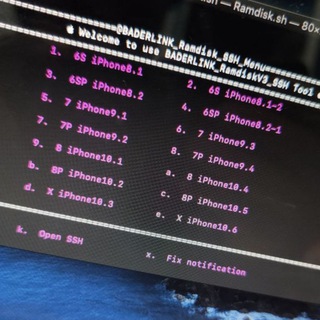 — Ramdisk.sh — 80×
@BADERLINK_Ramdisk_SSH_Menu
Welcome to use BADERLINK_RamdiskV3_SSH Tool
1. 6S iPhone8.1
2. 6S iPhone8.1~2
3. 6SP iPhone8.2
4. 6SP iPhone8.2~1
5. 7 iPhone9.1
6. 7 iPhone9.3
7. 7P iPhone9.2
8. 7P iPhone9.4
9. 8 iPhone10.1
a. 8 iPhone10.4
b. 8P iPhone10.2
c. 8P iPhone10.5
d. X iPhone10.3
e. X iPhone10.6
k. Open SSH
x. Fix notification